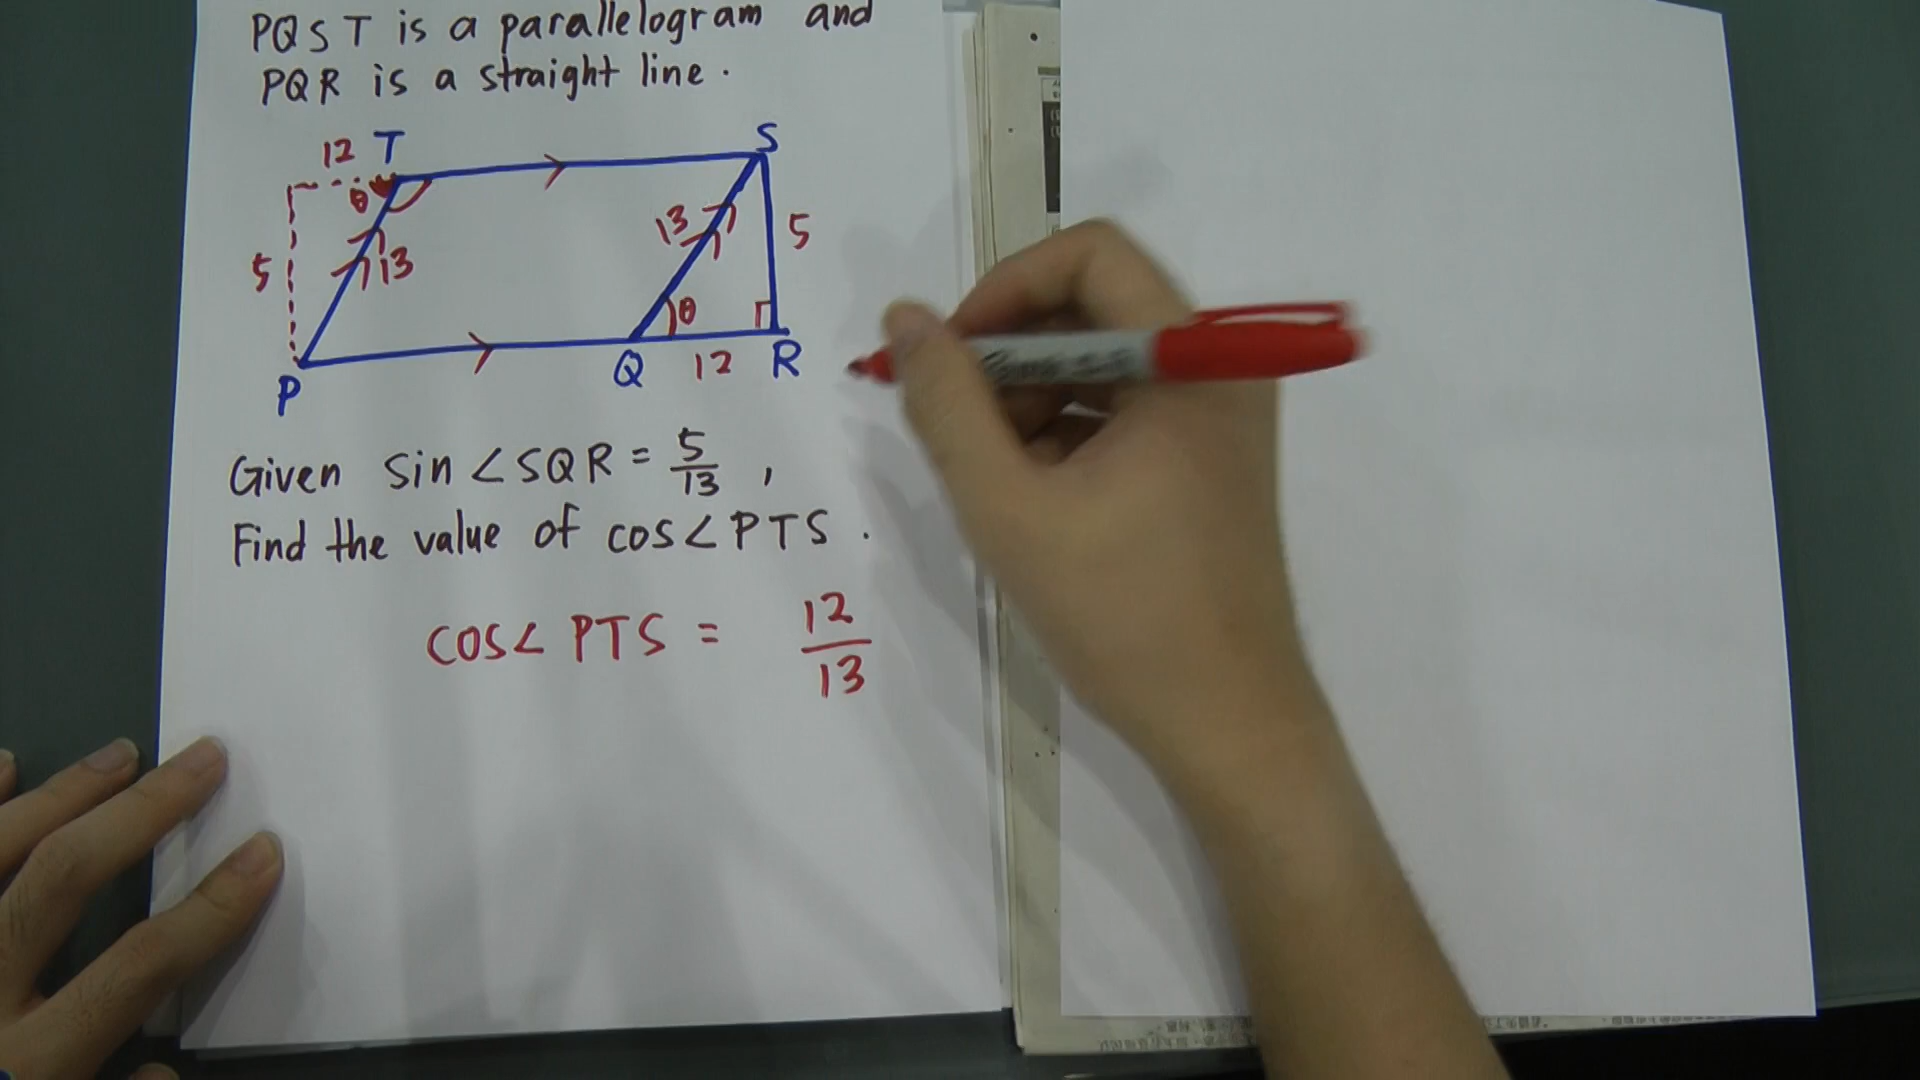 PQST is a parallelogram and
PQR is a straight line.
12 T S
θ
13 5
5 13
θ
P Q 12 R
Given sin∠SQR = 5/13 ,
Find the value of cos∠PTS .
cos∠PTS = 12/13